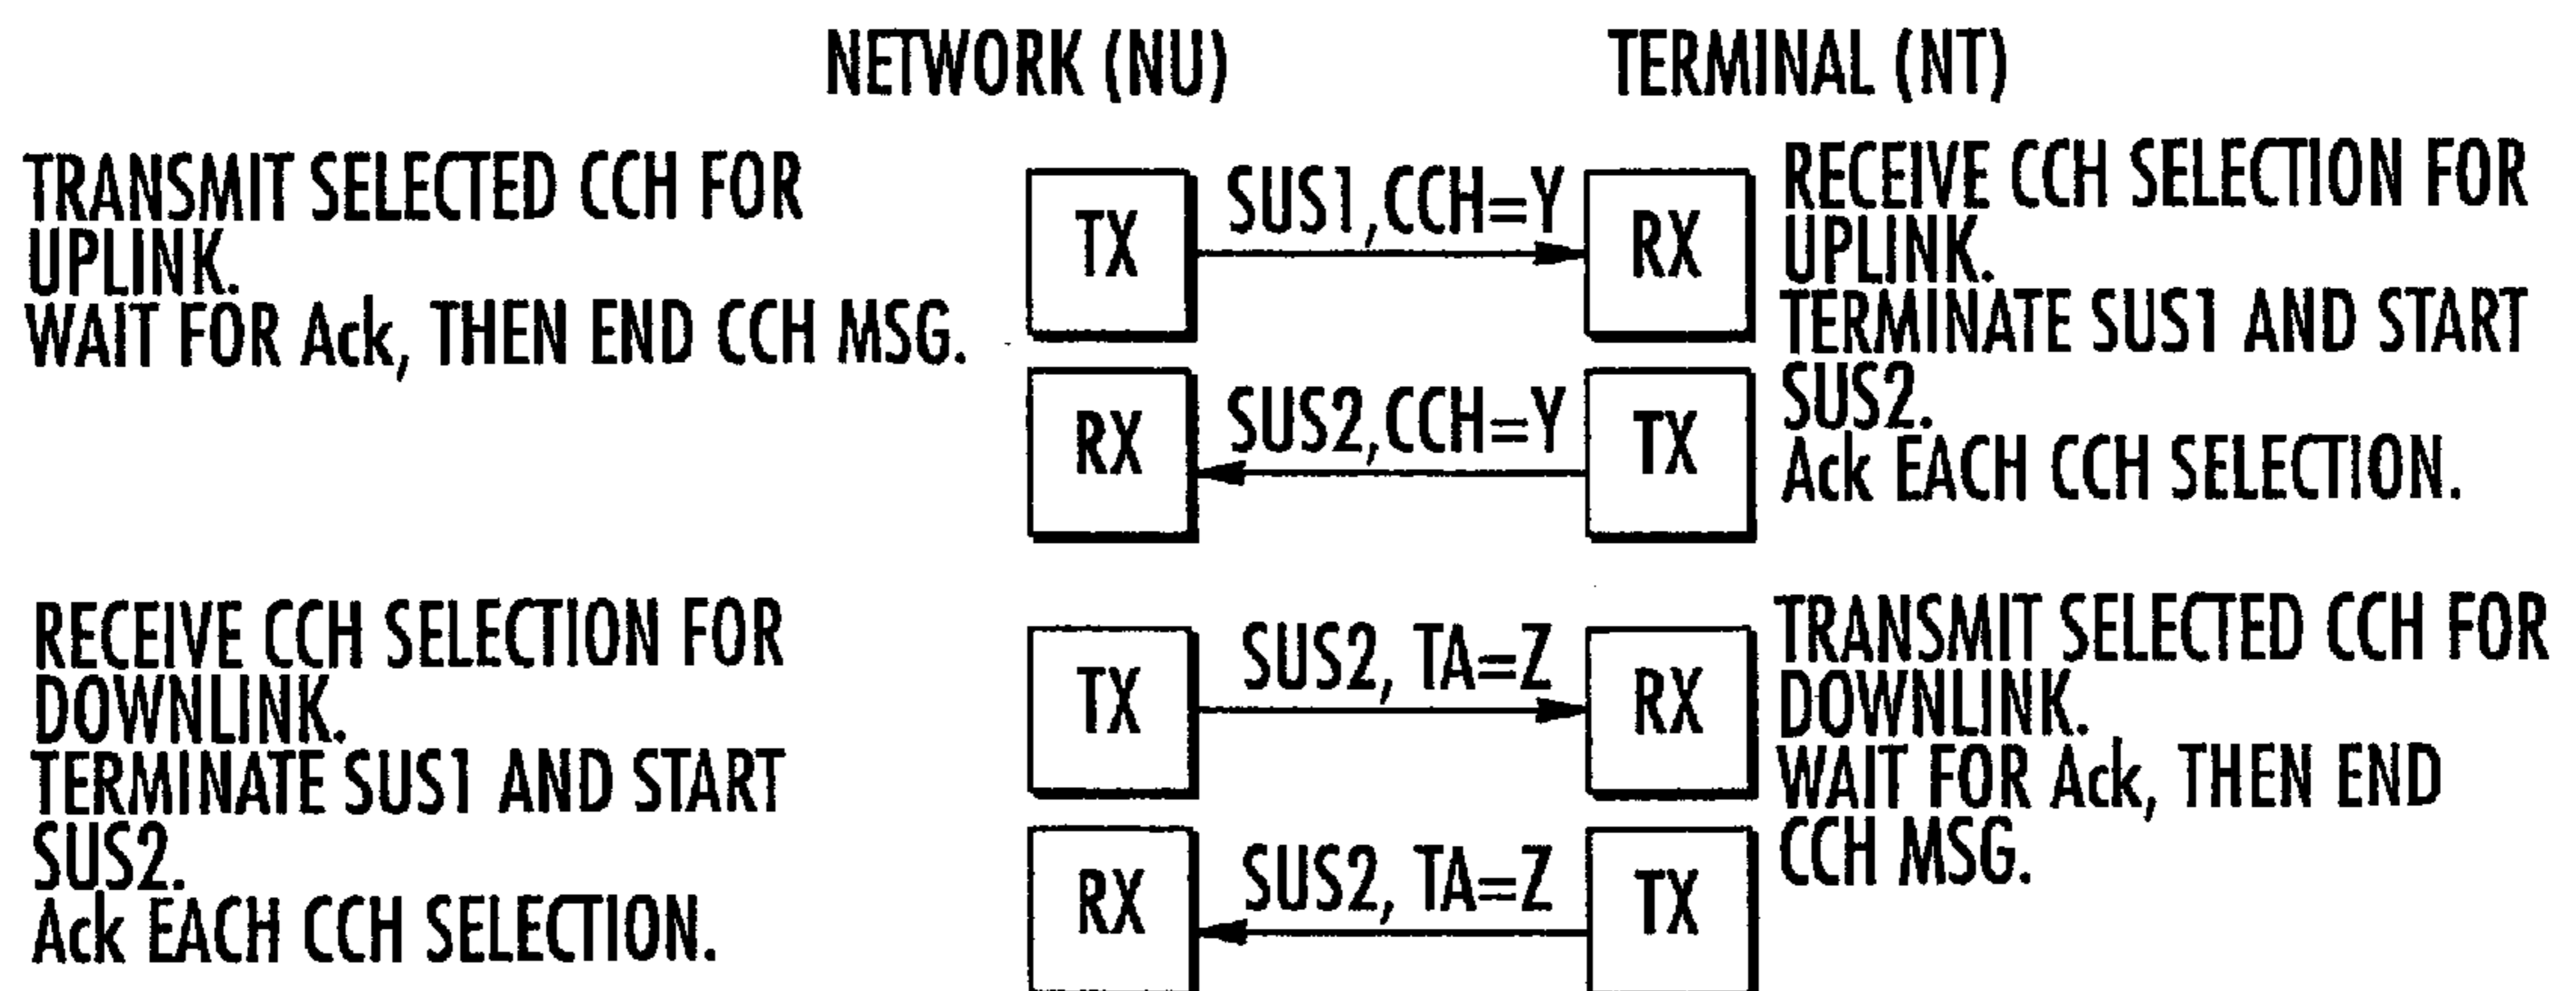 NETWORK (NU)
TERMINAL (NT)
TRANSMIT SELECTED CCH FOR
UPLINK.
WAIT FOR Ack, THEN END CCH MSG.
TX
SUS1,CCH=Y
RX
RECEIVE CCH SELECTION FOR
UPLINK.
TERMINATE SUS1 AND START
SUS2.
Ack EACH CCH SELECTION.
RX
SUS2,CCH=Y
TX
RECEIVE CCH SELECTION FOR
DOWNLINK.
TERMINATE SUS1 AND START
SUS2.
Ack EACH CCH SELECTION.
TX
SUS2, TA=Z
RX
TRANSMIT SELECTED CCH FOR
DOWNLINK.
WAIT FOR Ack, THEN END
CCH MSG.
RX
SUS2, TA=Z
TX